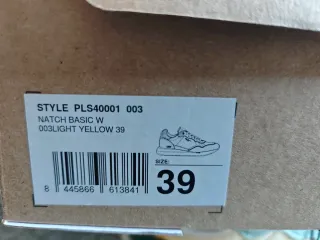 STYLE PLS40001 003
NATCH BASIC W
003LIGHT YELLOW 39
SIZE:
39
8 445866 613841